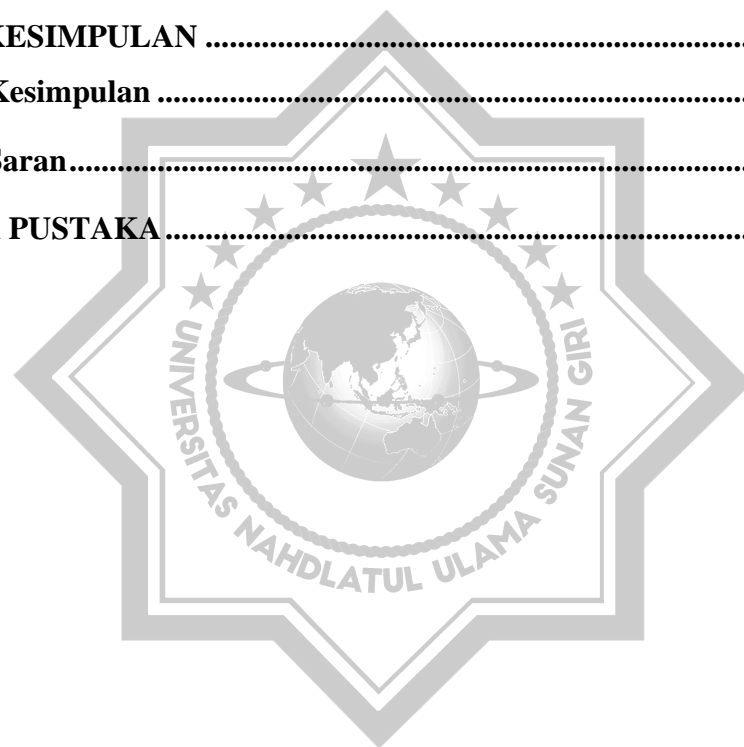 KESIMPULAN ................................................................................
Kesimpulan ................................................................................
Saran................................................................................
PUSTAKA................................................................................
UNIVERSITAS NAHDLATUL ULAMA SUNAN GIRI